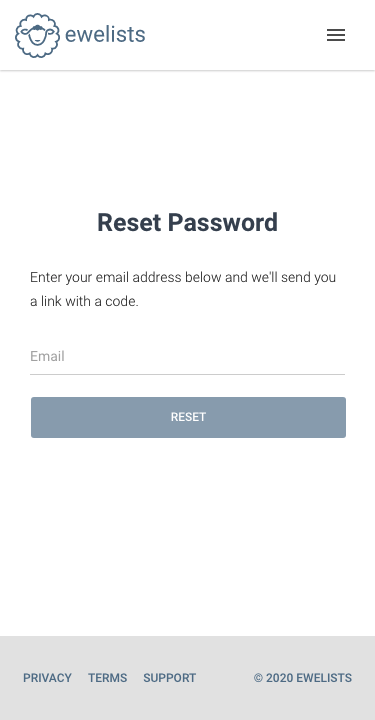 ewelists
Reset Password
Enter your email address below and we'll send you
a link with a code.
Email
RESET
PRIVACY TERMS SUPPORT © 2020 EWELISTS